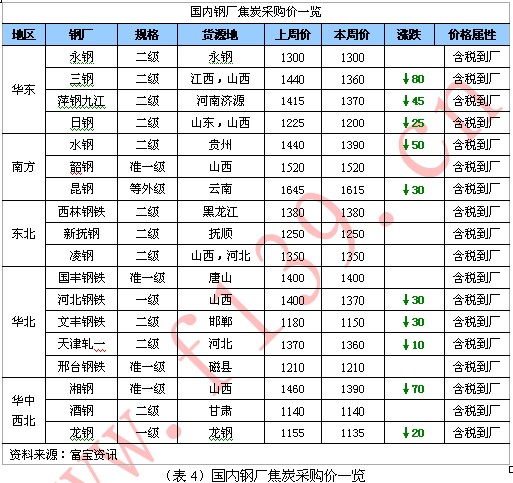 国内钢厂焦炭采购价一览
地区 钢厂 规格 货源地 上周价 本周价 涨跌 价格属性
华东 永钢 二级 永钢 1300 1300 含税到厂
三钢 二级 江西，山西 1440 1360 ↓80 含税到厂
萍钢九江 二级 河南济源 1415 1370 ↓45 含税到厂
日钢 二级 山东，山西 1225 1200 ↓25 含税到厂
南方 水钢 二级 贵州 1440 1390 ↓50 含税到厂
韶钢 准一级 山西 1520 1520 含税到厂
昆钢 等外级 云南 1645 1615 ↓30 含税到厂
东北 西林钢铁 二级 黑龙江 1380 1380 含税到厂
新抚钢 二级 抚顺 1250 1250 含税到厂
凌钢 二级 山西，河北 1350 1350 含税到厂
华北 国丰钢铁 准一级 唐山 1400 1400 含税到厂
河北钢铁 一级 山西 1400 1370 ↓30 含税到厂
文丰钢铁 二级 邯郸 1180 1150 ↓30 含税到厂
天津轧一 二级 河北 1370 1360 ↓10 含税到厂
邢台钢铁 准一级 磁县 1210 1210 含税到厂
华中西北 湘钢 准一级 山西 1460 1390 ↓70 含税到厂
酒钢 二级 甘肃 1140 1140 含税到厂
龙钢 一级 龙钢 1155 1135 ↓20 含税到厂
资料来源：富宝资讯
（表 4）国内钢厂焦炭采购价一览
www.f139.cn